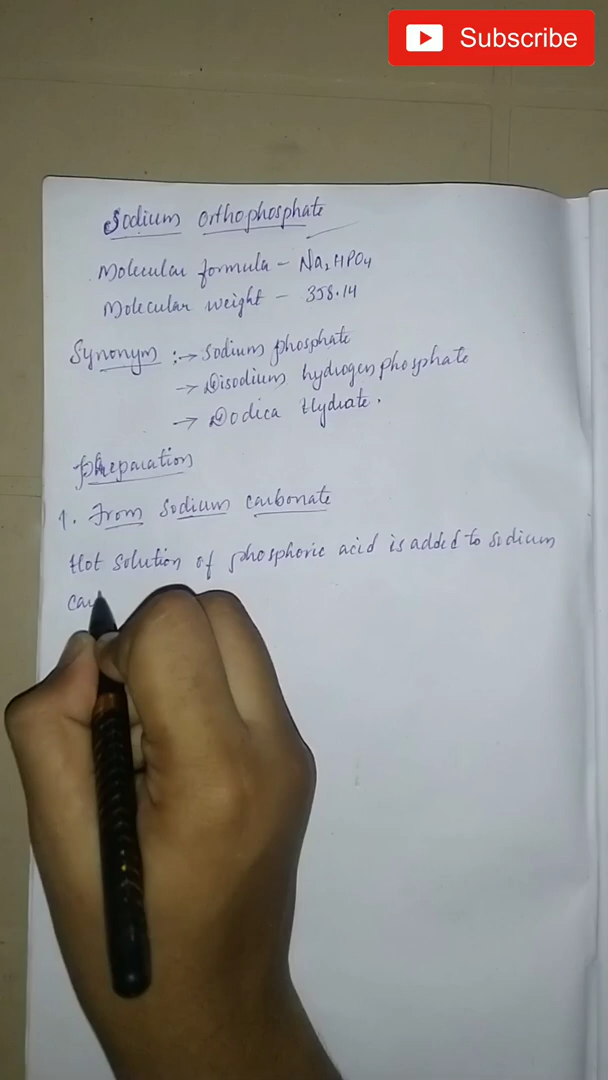 Subscribe
Sodium Orthophosphate
Molecular formula - Na2HPO4
Molecular weight - 358.14
Synonym :-> Sodium phosphate
-> Disodium hydrogen phosphate
-> Dodica Hydrate.
Preparation
1. From Sodium carbonate
Hot Solution of phosphoric acid is added to Sodium
ca